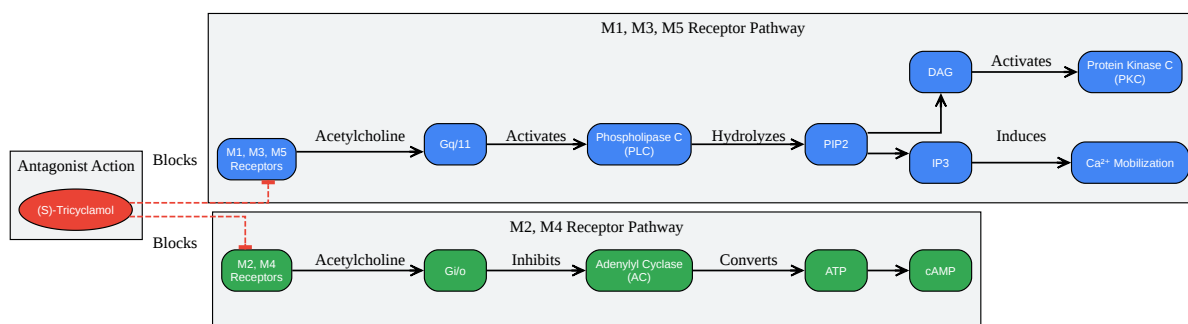 M1, M3, M5 Receptor Pathway
DAG
Activates
Protein Kinase C
(PKC)
M1, M3, M5
Receptors
Acetylcholine
Gq/11
Activates
Phospholipase C
(PLC)
Hydrolyzes
PIP2
IP3
Induces
Ca²⁺ Mobilization
Antagonist Action
(S)-Tricyclamol
Blocks
Blocks
M2, M4 Receptor Pathway
M2, M4
Receptors
Acetylcholine
Gi/o
Inhibits
Adenylyl Cyclase
(AC)
Converts
ATP
cAMP